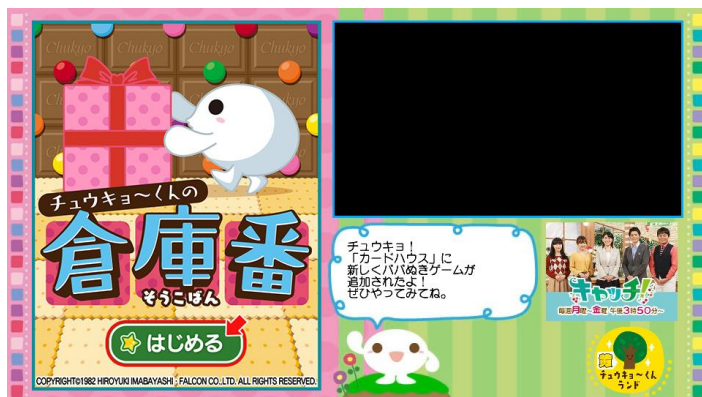 Chukyo Chukyo Chukyo Chukyo
チュウキョ～くんの
倉庫番
そうこばん
はじめる
COPYRIGHT©1982 HIROYUKI IMABAYASHI・FALCON CO.,LTD. ALL RIGHTS RESERVED.
チュウキョ！
「カードハウス」に
新しくババぬきゲームが
追加されたよ！
ぜひやってみてね。
キャッチ!
毎週月曜～金曜 午後3時50分～
チュウキョ～くん
ランド